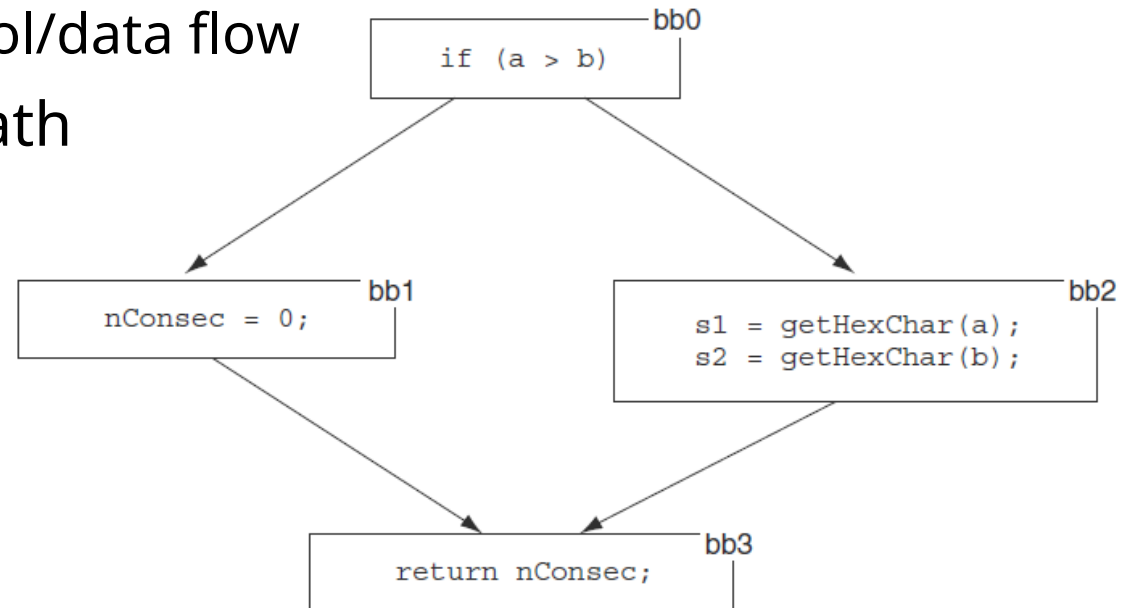 ol/data flow
ath
bb0
if (a > b)
bb1
nConsec = 0;
bb2
s1 = getHexChar(a);
s2 = getHexChar(b);
bb3
return nConsec;